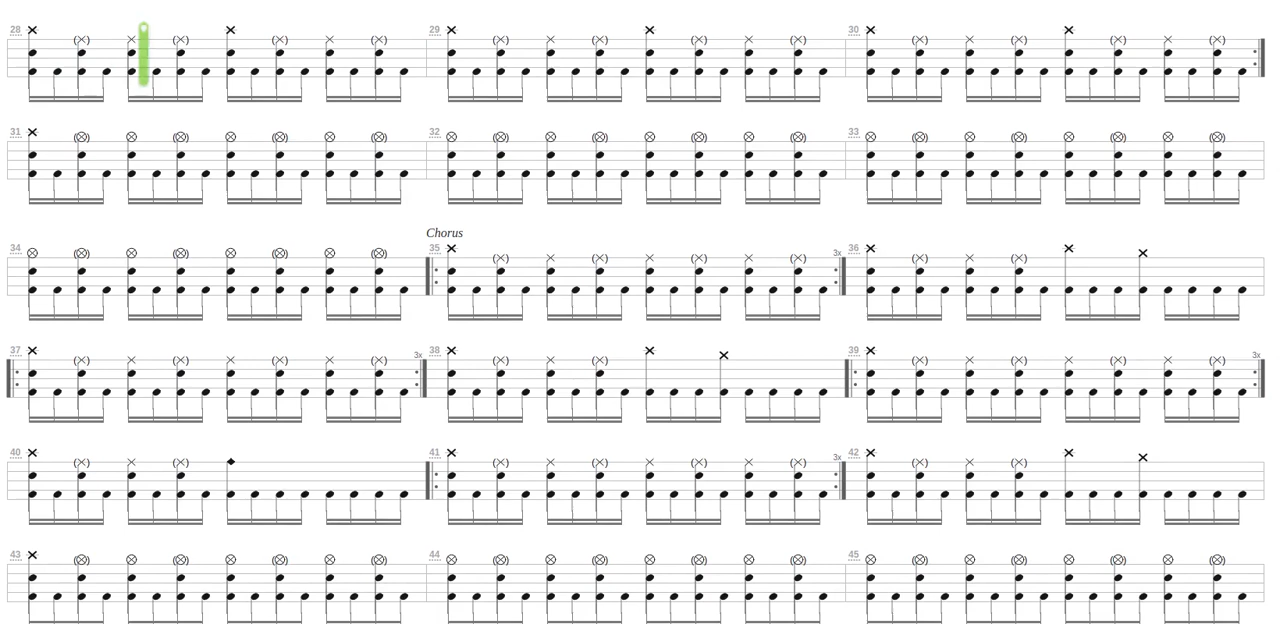 28 29 30
31 32 33
Chorus
34 35 3x 36
37 3x 38 39 3x
40 41 3x 42
43 44 45